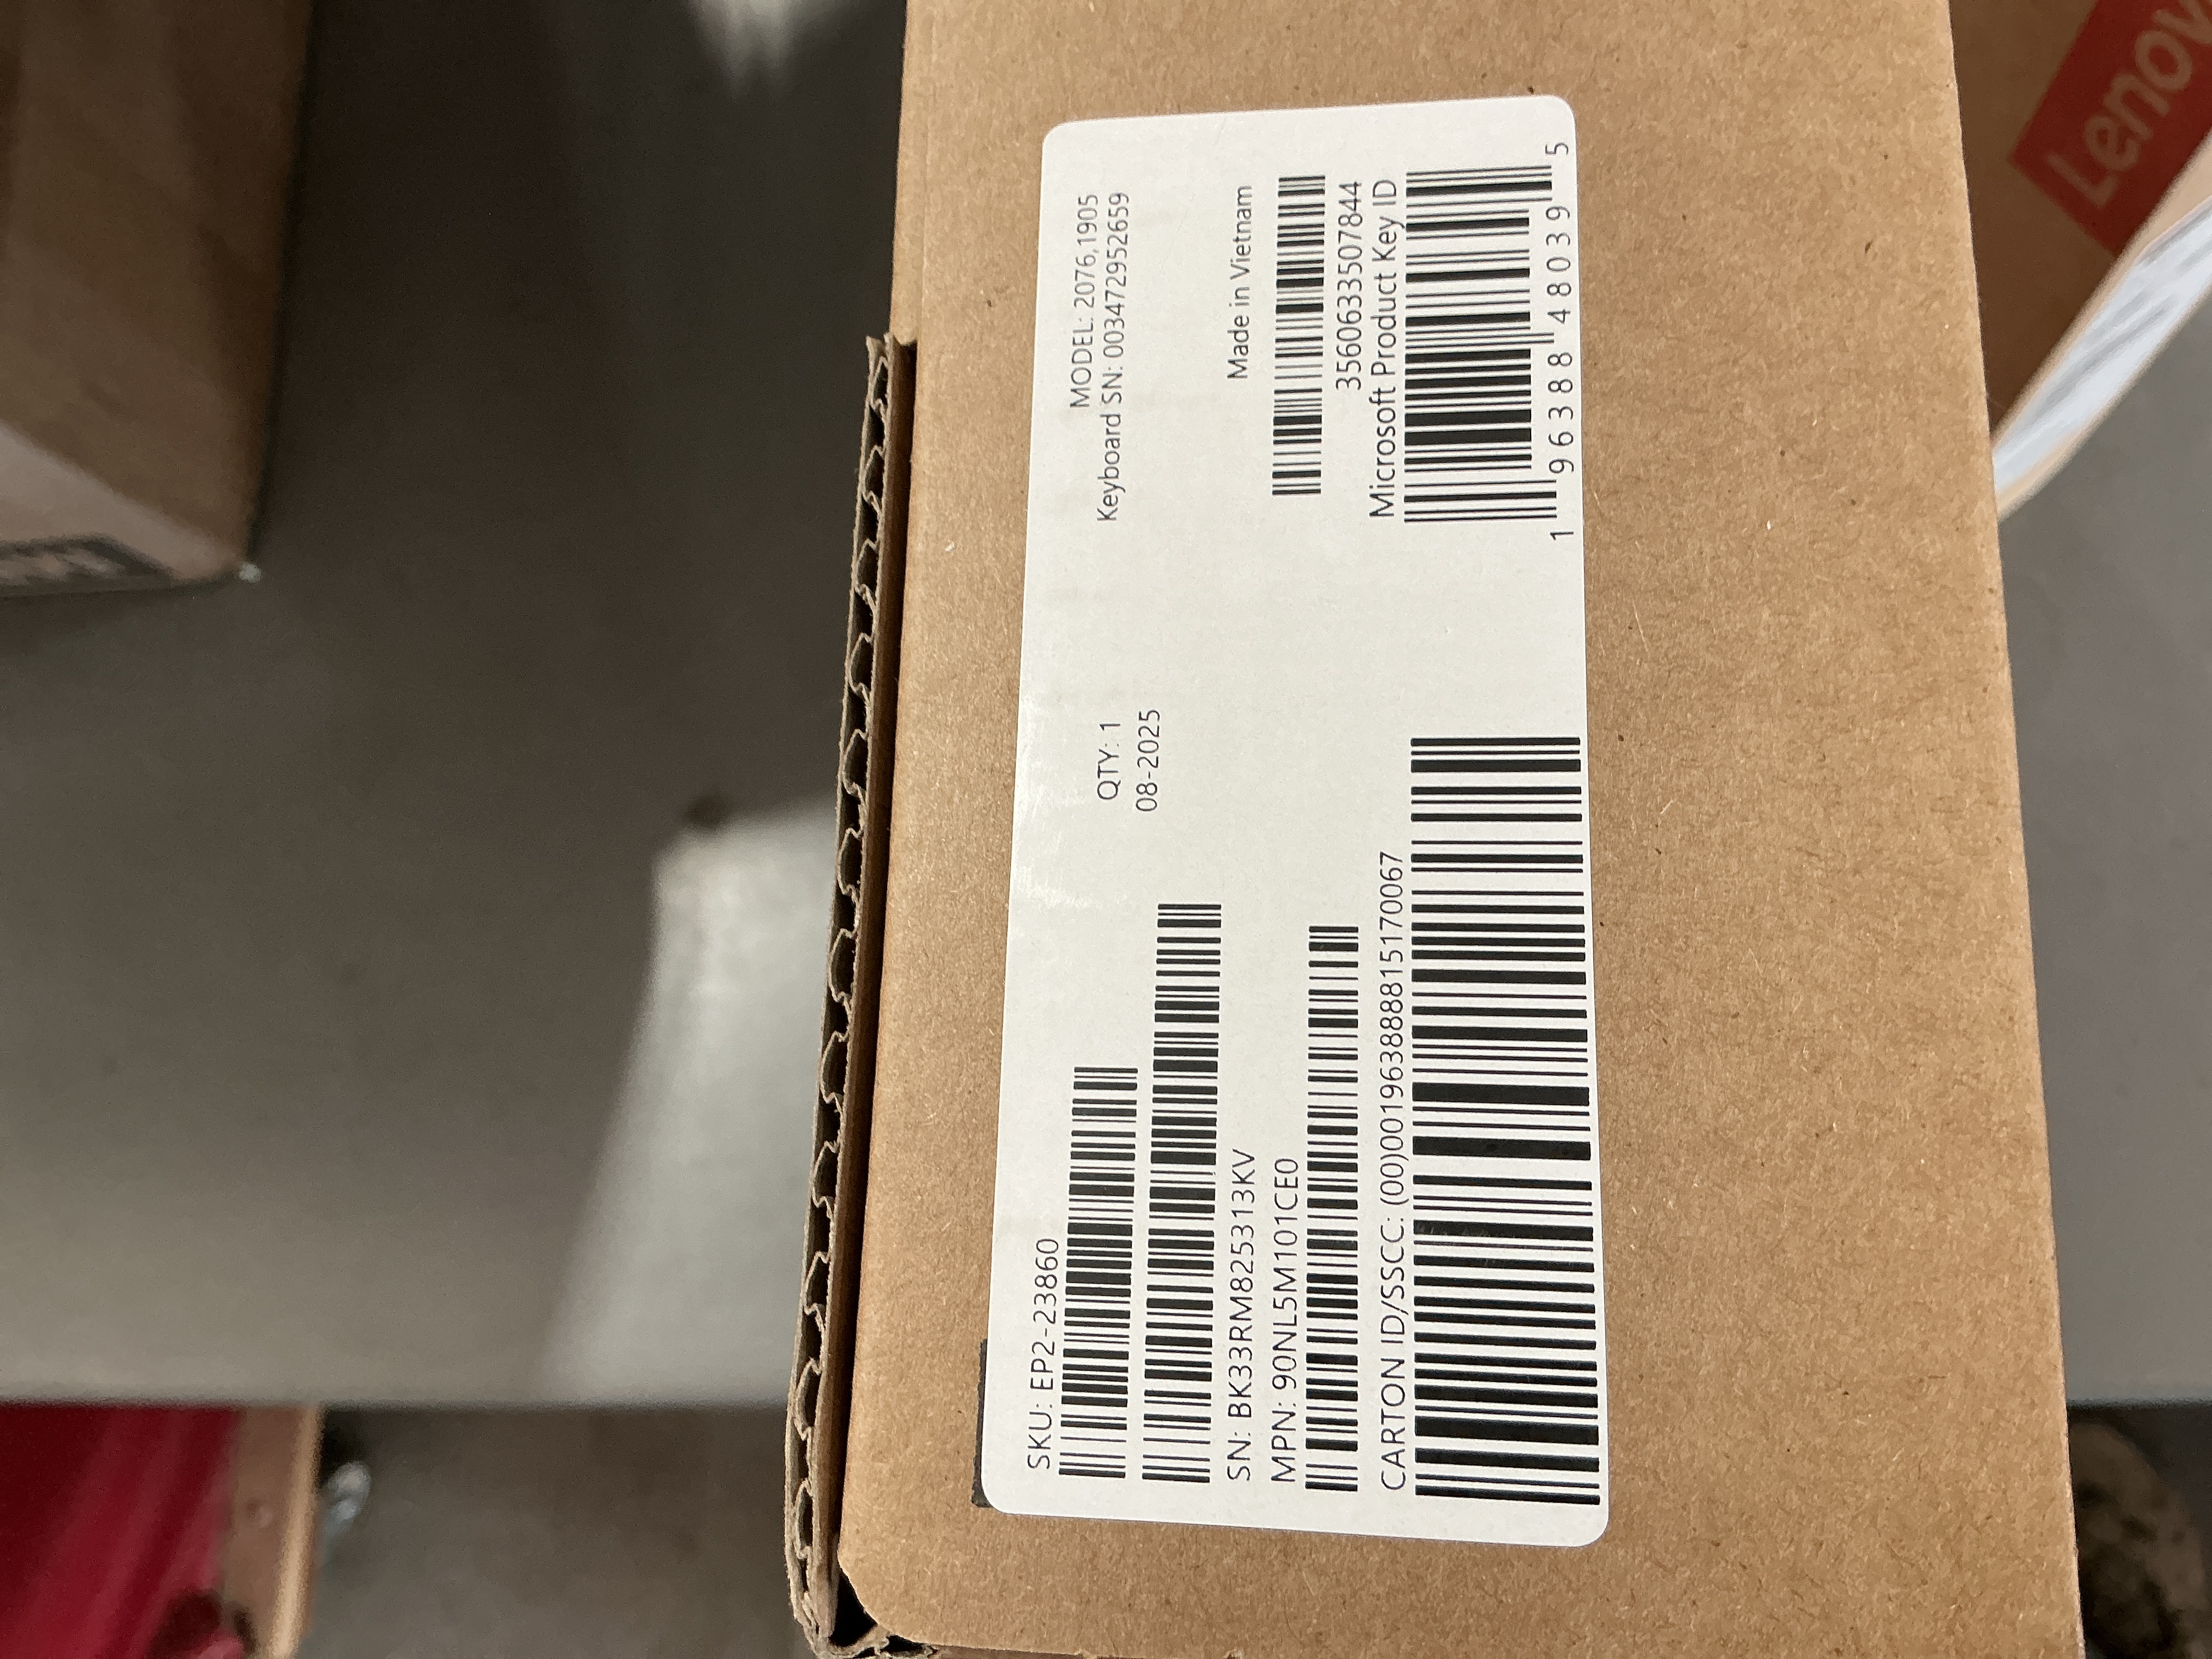 SKU: EP2-23860
QTY: 1
08-2025
MODEL: 2076,1905
Keyboard SN: 003472952659
SN: BK33RM825313KV
MPN: 90NL5M101CE0
Made in Vietnam
3560633507844
Microsoft Product Key ID
CARTON ID/SSCC: (00)001963888815170067
1 96388 48039 5
Lenov